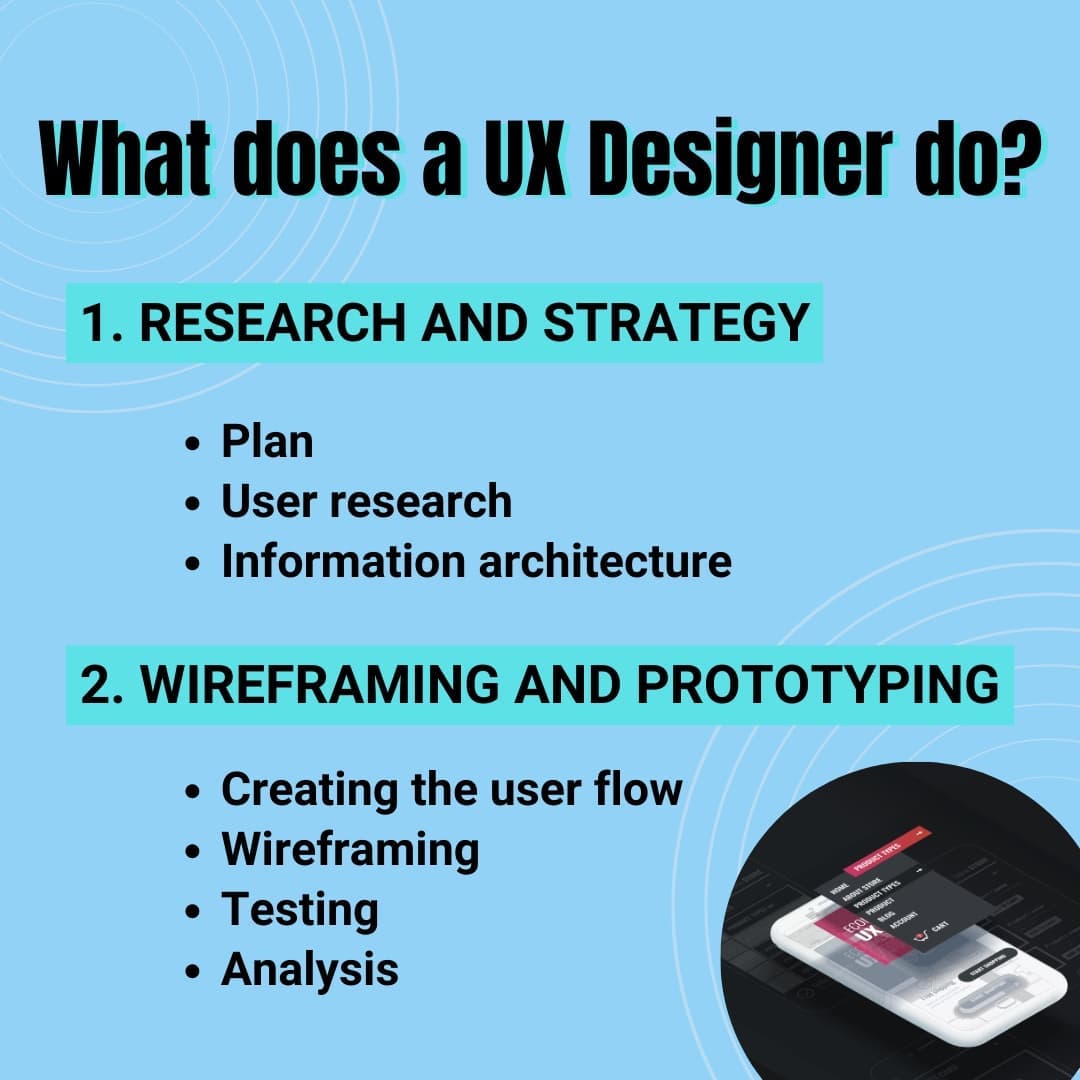 What does a UX Designer do?
1. RESEARCH AND STRATEGY
• Plan
• User research
• Information architecture
2. WIREFRAMING AND PROTOTYPING
• Creating the user flow
• Wireframing
• Testing
• Analysis
PRODUCT TYPES
HOME
ABOUT STORE
PRODUCT TYPES
PRODUCT
BLOG
ACCOUNT
CART
UX
START SHOPPING